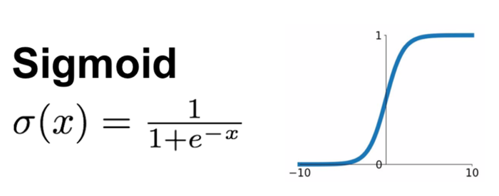 Sigmoid
σ(x) = 1/(1+e^−x)
1
0
−10
10